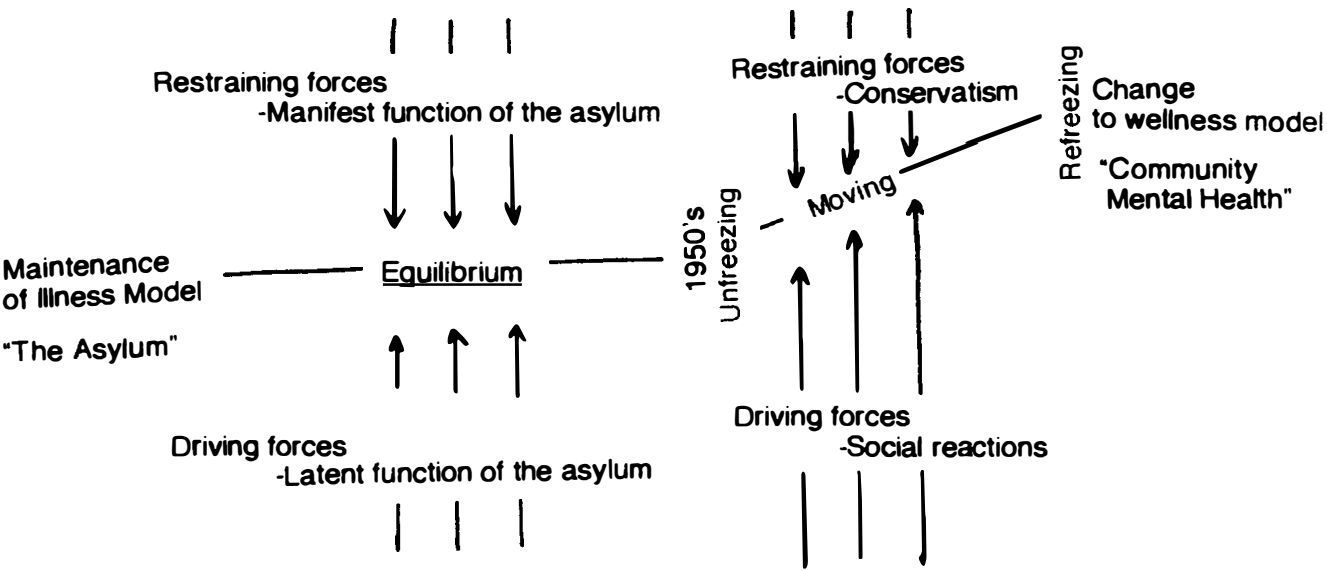 Restraining forces
-Manifest function of the asylum
Maintenance
of Illness Model
"The Asylum"
Equilibrium
Driving forces
-Latent function of the asylum
1950's
Unfreezing
Restraining forces
-Conservatism
Moving
Driving forces
-Social reactions
Refreezing
Change
to wellness model
"Community
Mental Health"